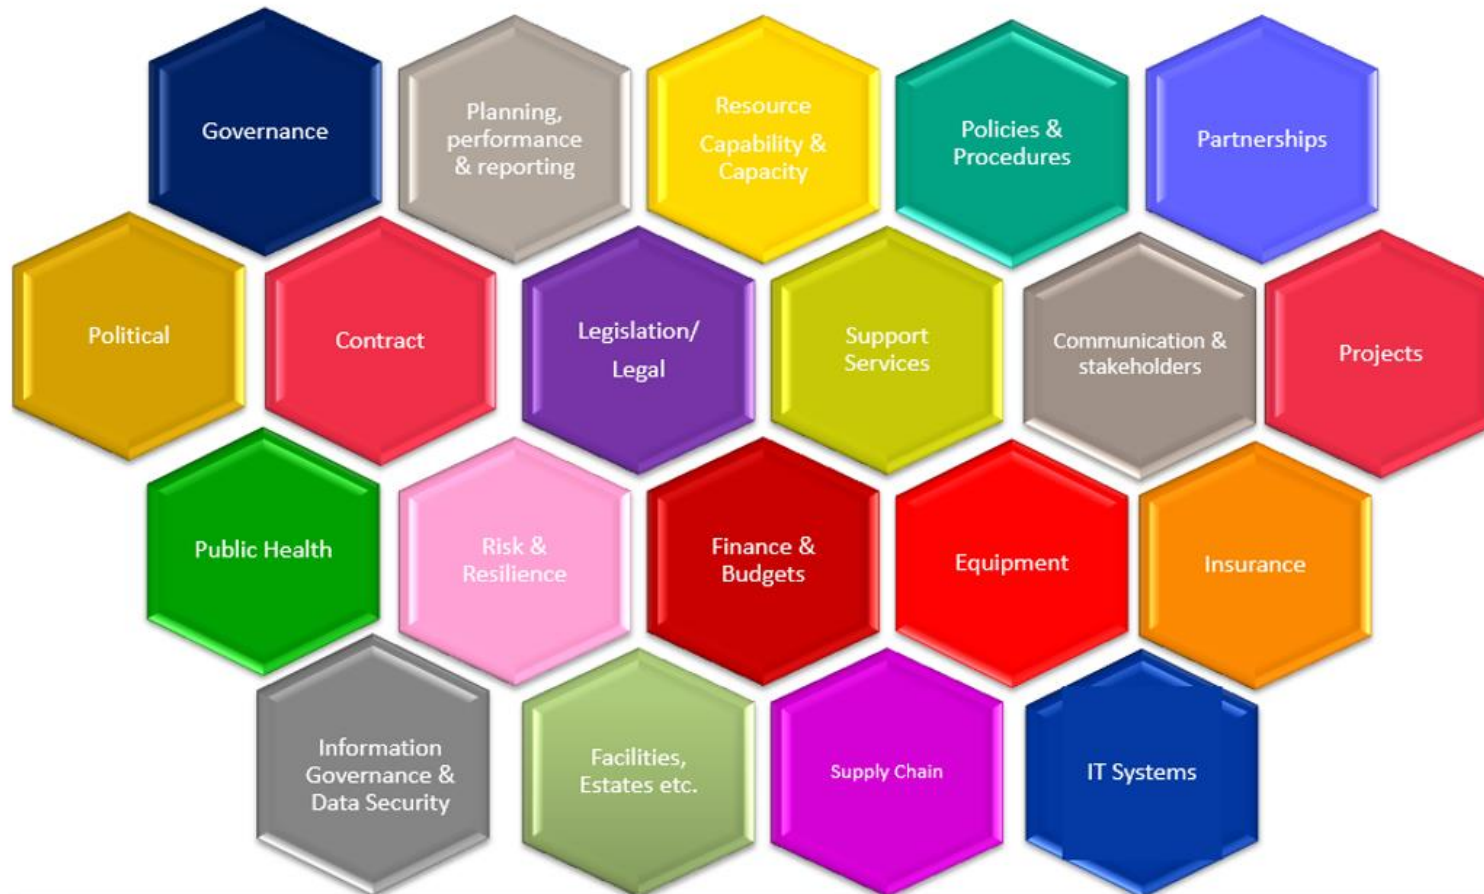 Governance
Planning,
performance
& reporting
Resource
Capability &
Capacity
Policies &
Procedures
Partnerships
Political
Contract
Legislation/
Legal
Support
Services
Communication &
stakeholders
Projects
Public Health
Risk &
Resilience
Finance &
Budgets
Equipment
Insurance
Information
Governance &
Data Security
Facilities,
Estates etc.
Supply Chain
IT Systems